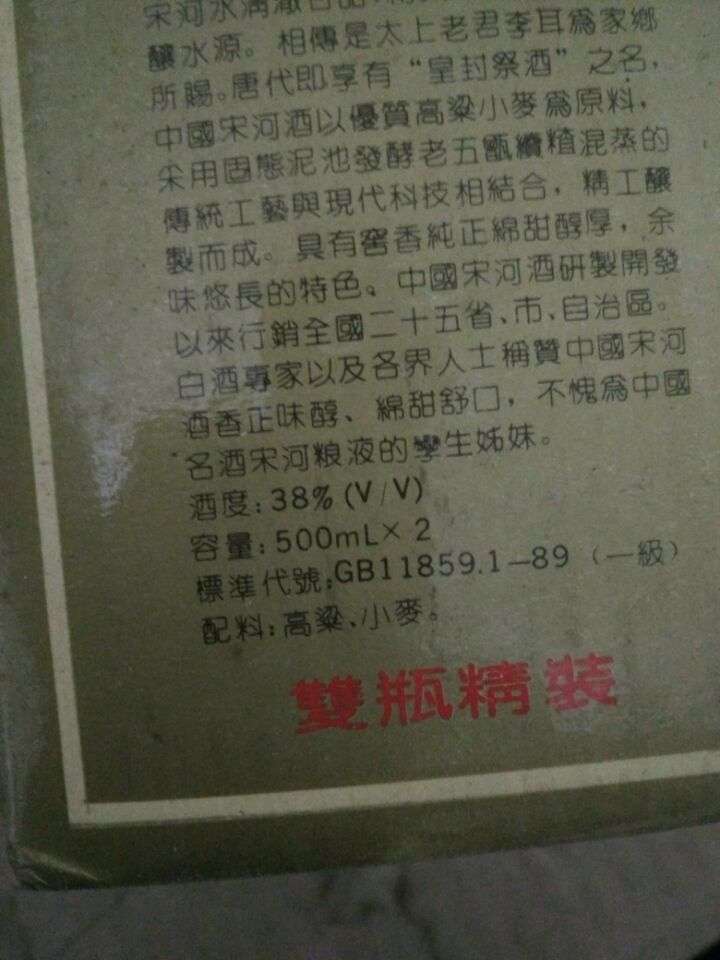 宋河水清澈甘甜
釀水源。相傳是太上老君李耳爲家鄉
所賜。唐代即享有“皇封祭酒”之名，
中國宋河酒以優質高粱小麥爲原料，
采用固態泥池發酵老五甑續糙混蒸的
傳統工藝與現代科技相結合，精工釀
製而成。具有窖香純正綿甜醇厚，余
味悠長的特色。中國宋河酒研製開發
以來行銷全國二十五省、市、自治區。
白酒專家以及各界人士稱贊中國宋河
酒香正味醇、綿甜舒口，不愧爲中國
名酒宋河粮液的孿生姊妹。
酒度：38%(V/V)
容量：500mL×2
標準代號：GB11859.1—89（一級）
配料：高粱、小麥。
雙瓶精裝